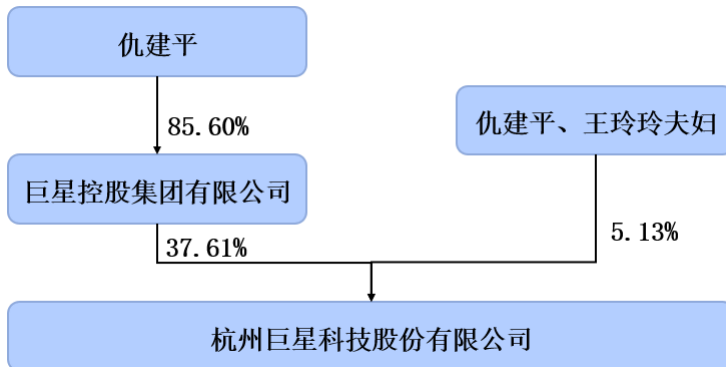 仇建平
85.60%
仇建平、王玲玲夫妇
巨星控股集团有限公司
37.61%
5.13%
杭州巨星科技股份有限公司